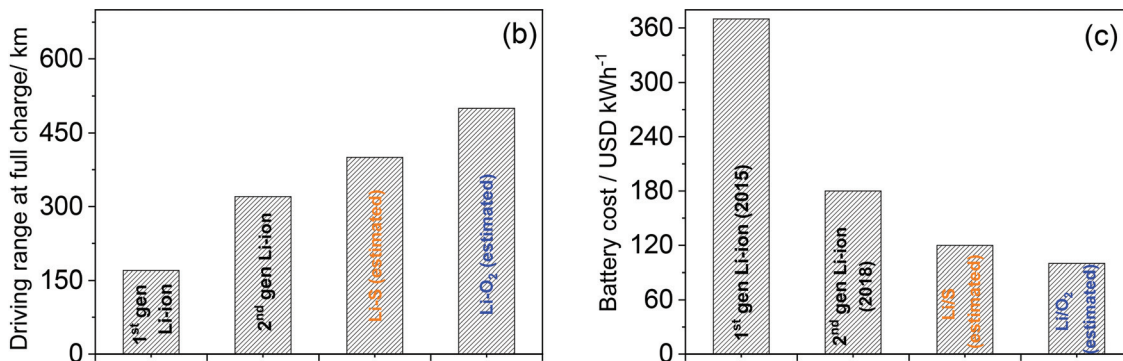 Driving range at full charge/ km
600
450
300
150
0
(b)
1st gen
Li-ion
2nd gen Li-ion
Li-S (estimated)
Li-O2 (estimated)
Battery cost / USD kWh-1
360
300
240
180
120
60
0
(c)
1st gen Li-ion (2015)
2nd gen Li-ion
(2018)
Li/S
(estimated)
Li/O2
(estimated)